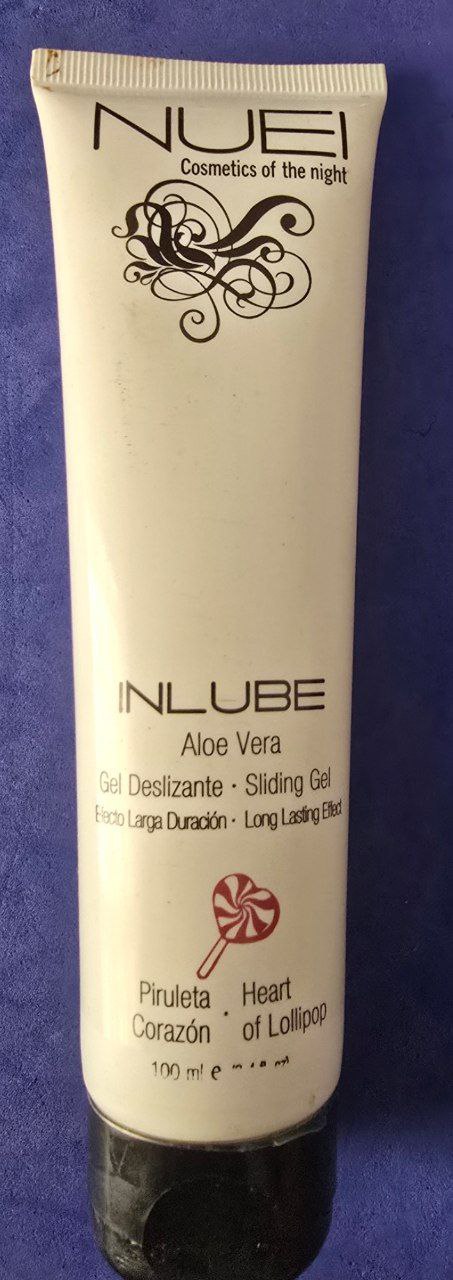 NUEI
Cosmetics of the night
INLUBE
Aloe Vera
Gel Deslizante · Sliding Gel
Efecto Larga Duración · Long Lasting Effect
Piruleta Corazón · Heart of Lollipop
100 ml e